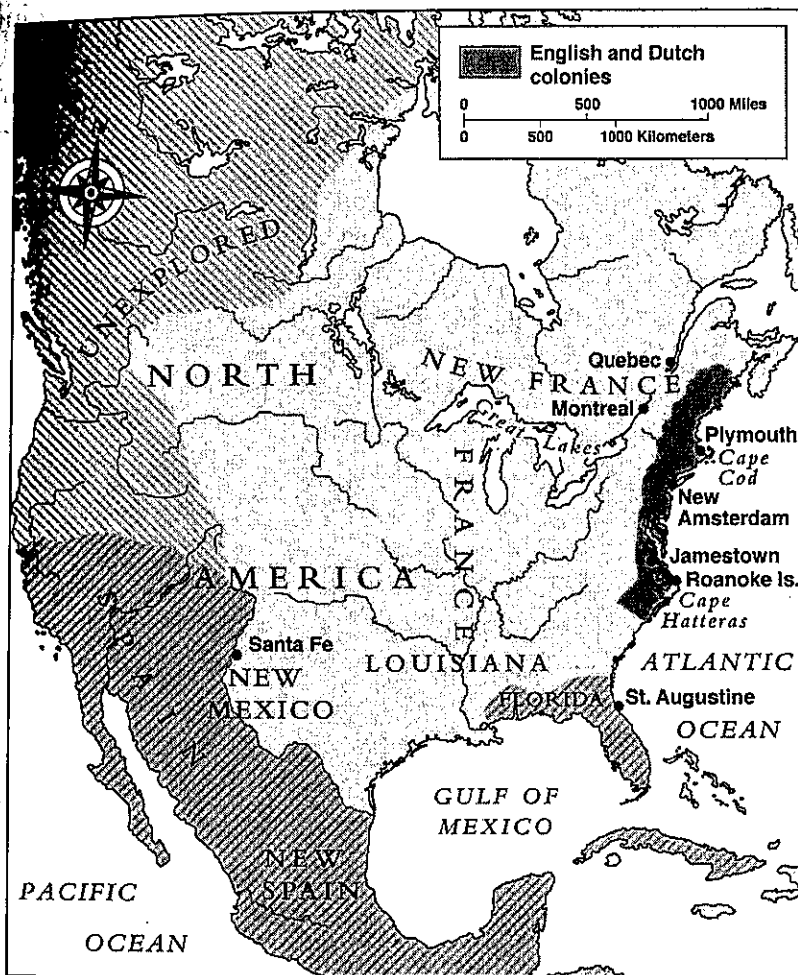 English and Dutch
colonies
0 500 1000 Miles
0 500 1000 Kilometers
UNEXPLORED
NORTH
NEW
FRANCE
Quebec
Montreal
Great
Lakes
Plymouth
Cape
Cod
FRANCE
New
Amsterdam
AMERICA
Jamestown
Roanoke Is.
Cape
Hatteras
SPAIN
Santa Fe
NEW
MEXICO
LOUISIANA
ATLANTIC
OCEAN
FLORIDA
St. Augustine
GULF OF
MEXICO
NEW
SPAIN
PACIFIC
OCEAN